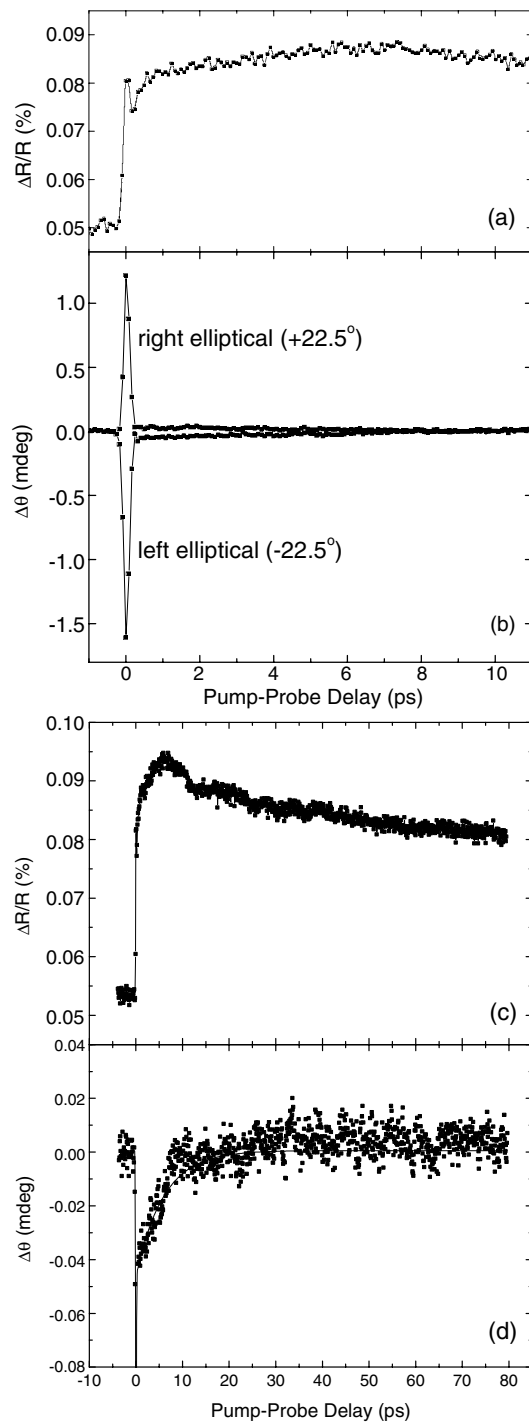 0.09
0.08
0.07
0.06
0.05
ΔR/R (%)
(a)
1.0
0.5
0.0
-0.5
-1.0
-1.5
Δθ (mdeg)
right elliptical (+22.5°)
left elliptical (-22.5°)
(b)
0 2 4 6 8 10
Pump-Probe Delay (ps)
0.10
0.09
0.08
0.07
0.06
0.05
ΔR/R (%)
(c)
0.04
0.02
0.00
-0.02
-0.04
-0.06
-0.08
Δθ (mdeg)
(d)
-10 0 10 20 30 40 50 60 70 80
Pump-Probe Delay (ps)